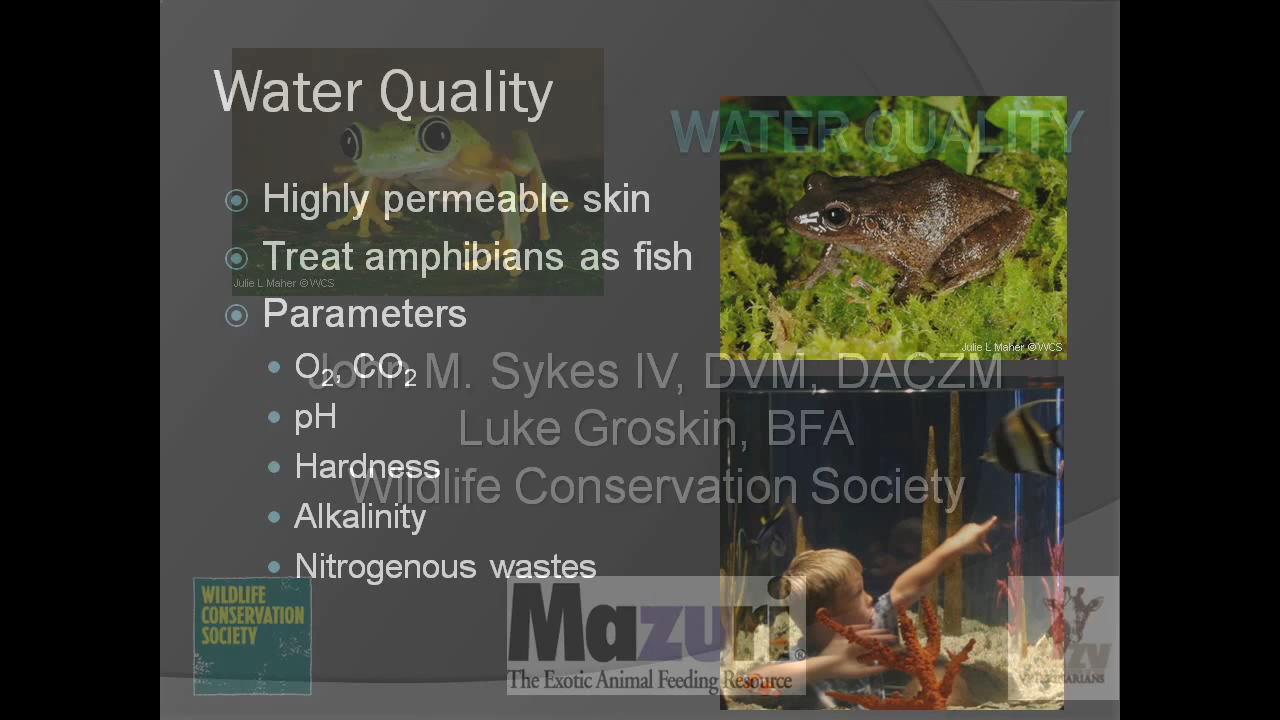 Water Quality
WATER QUALITY
Highly permeable skin
Treat amphibians as fish
Julie L Maher ©WCS
Parameters
Julie L Maher ©WCS
O2, CO2
John M. Sykes IV, DVM, DACZM
pH
Luke Groskin, BFA
Hardness
Wildlife Conservation Society
Alkalinity
Nitrogenous wastes
WILDLIFE
CONSERVATION
SOCIETY
Mazuri®
The Exotic Animal Feeding Resource